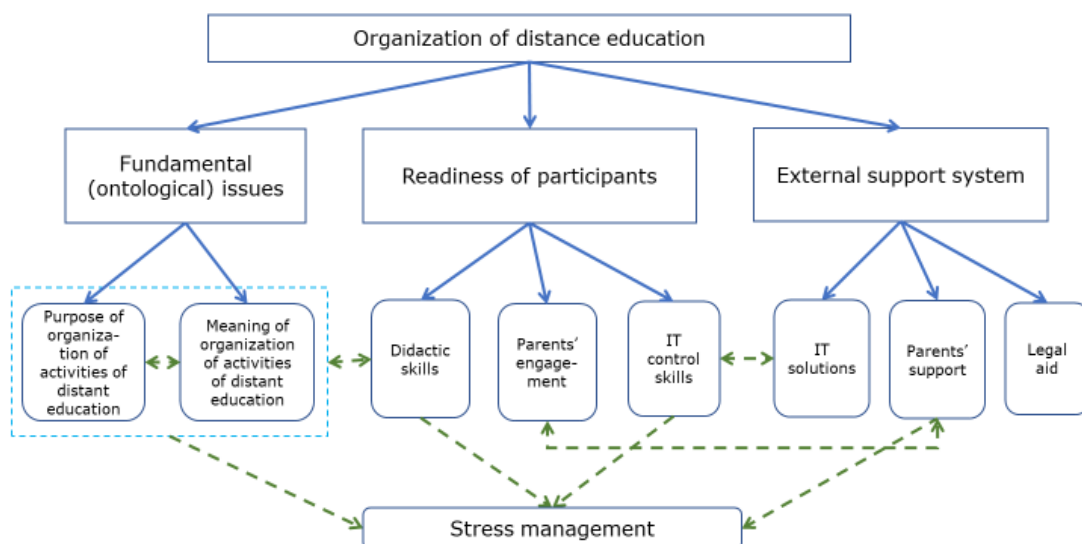 Organization of distance education
Fundamental
(ontological) issues
Readiness of participants
External support system
Purpose of
organiza-
tion of
activities of
distant
education
Meaning of
organization
of activities
of distant
education
Didactic
skills
Parents’
engage-
ment
IT
control
skills
IT
solutions
Parents’
support
Legal
aid
Stress management